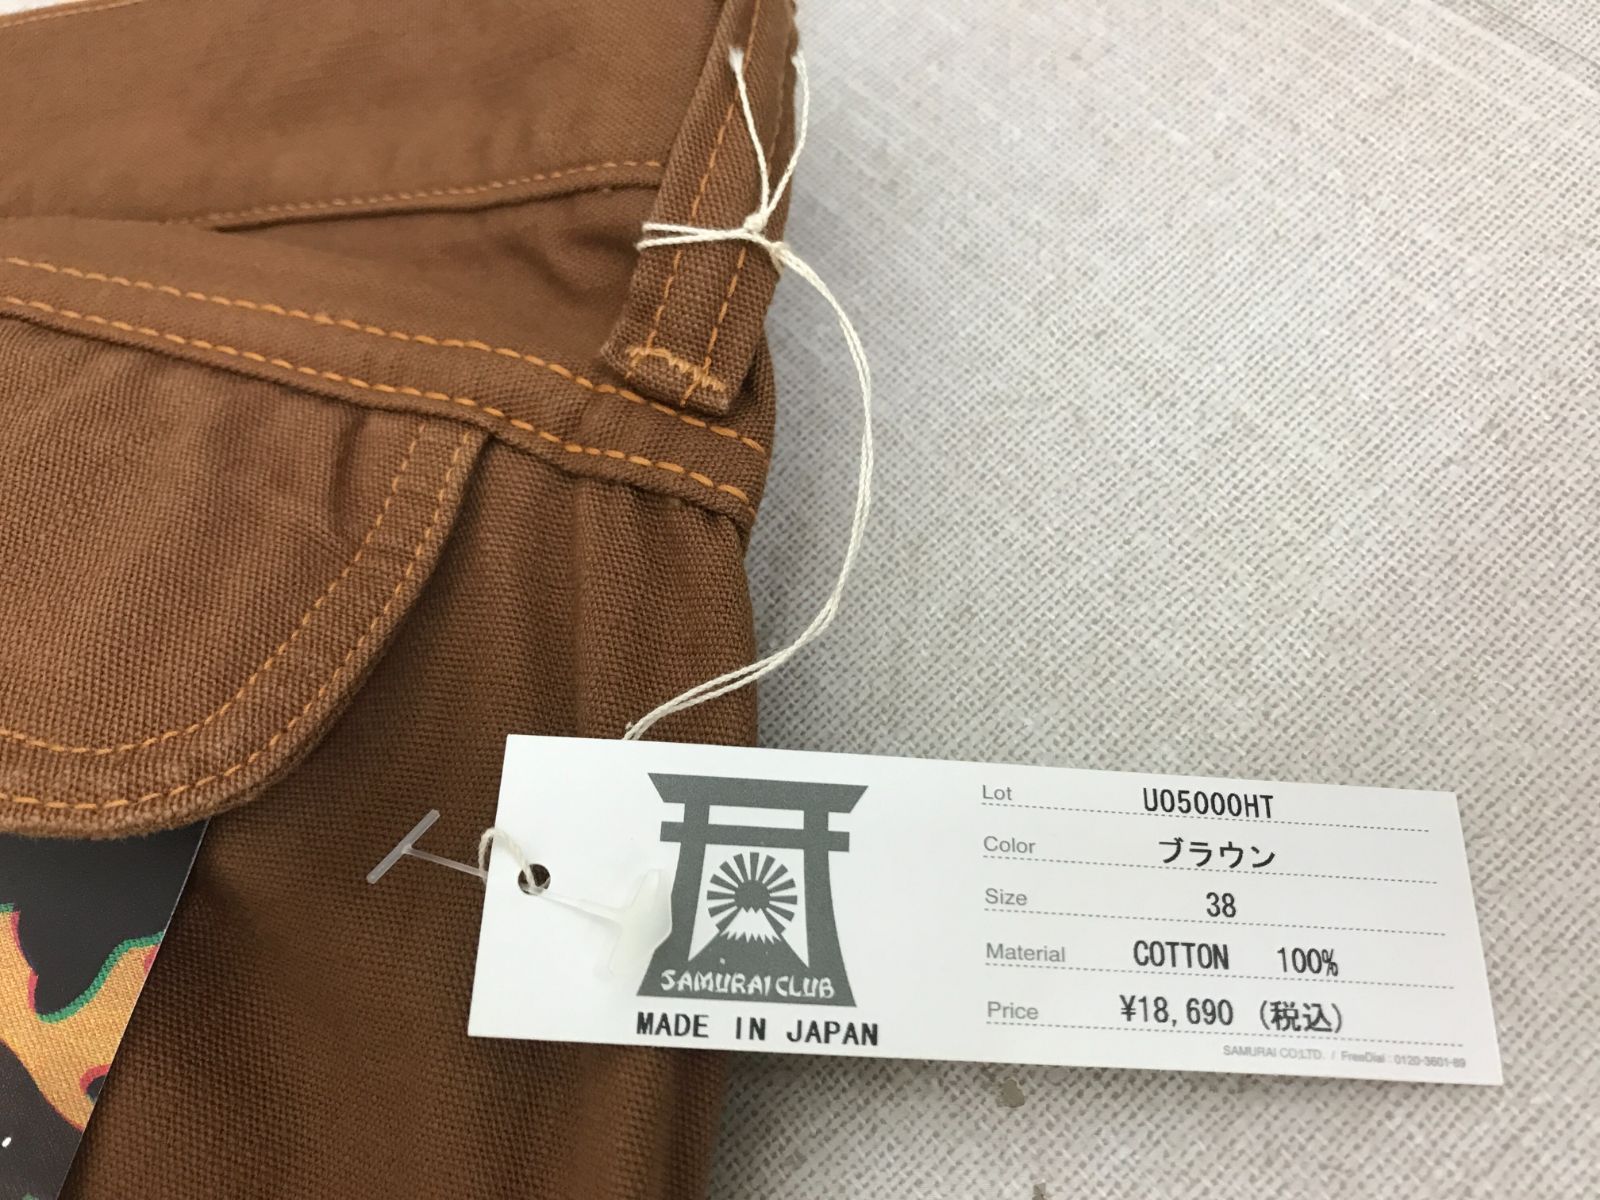 SAMURAI CLUB
MADE IN JAPAN
Lot U05000HT
Color ブラウン
Size 38
Material COTTON 100%
Price ¥18,690 (税込)
SAMURAI CO.LTD. / FreeDial : 0120-3601-89